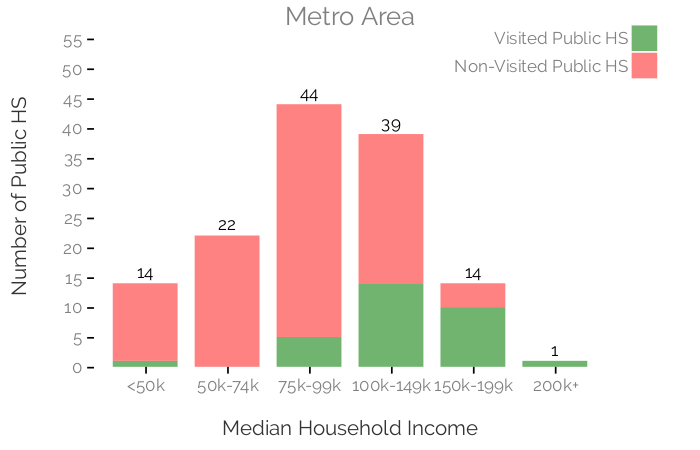 Metro Area
Visited Public HS
Non-Visited Public HS
Number of Public HS
55
50
45
40
35
30
25
20
15
10
5
0
14
22
44
39
14
1
<50k
50k-74k
75k-99k
100k-149k
150k-199k
200k+
Median Household Income